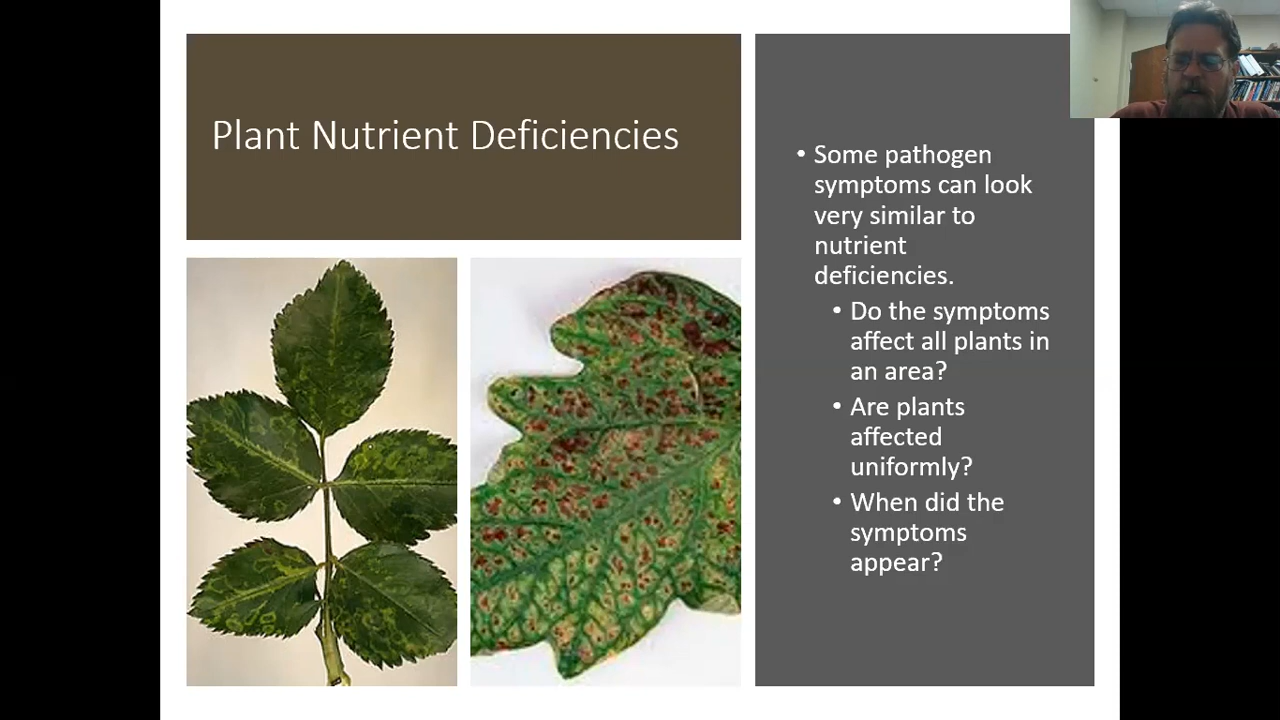 Plant Nutrient Deficiencies
• Some pathogen
symptoms can look
very similar to
nutrient
deficiencies.
• Do the symptoms
affect all plants in
an area?
• Are plants
affected
uniformly?
• When did the
symptoms
appear?